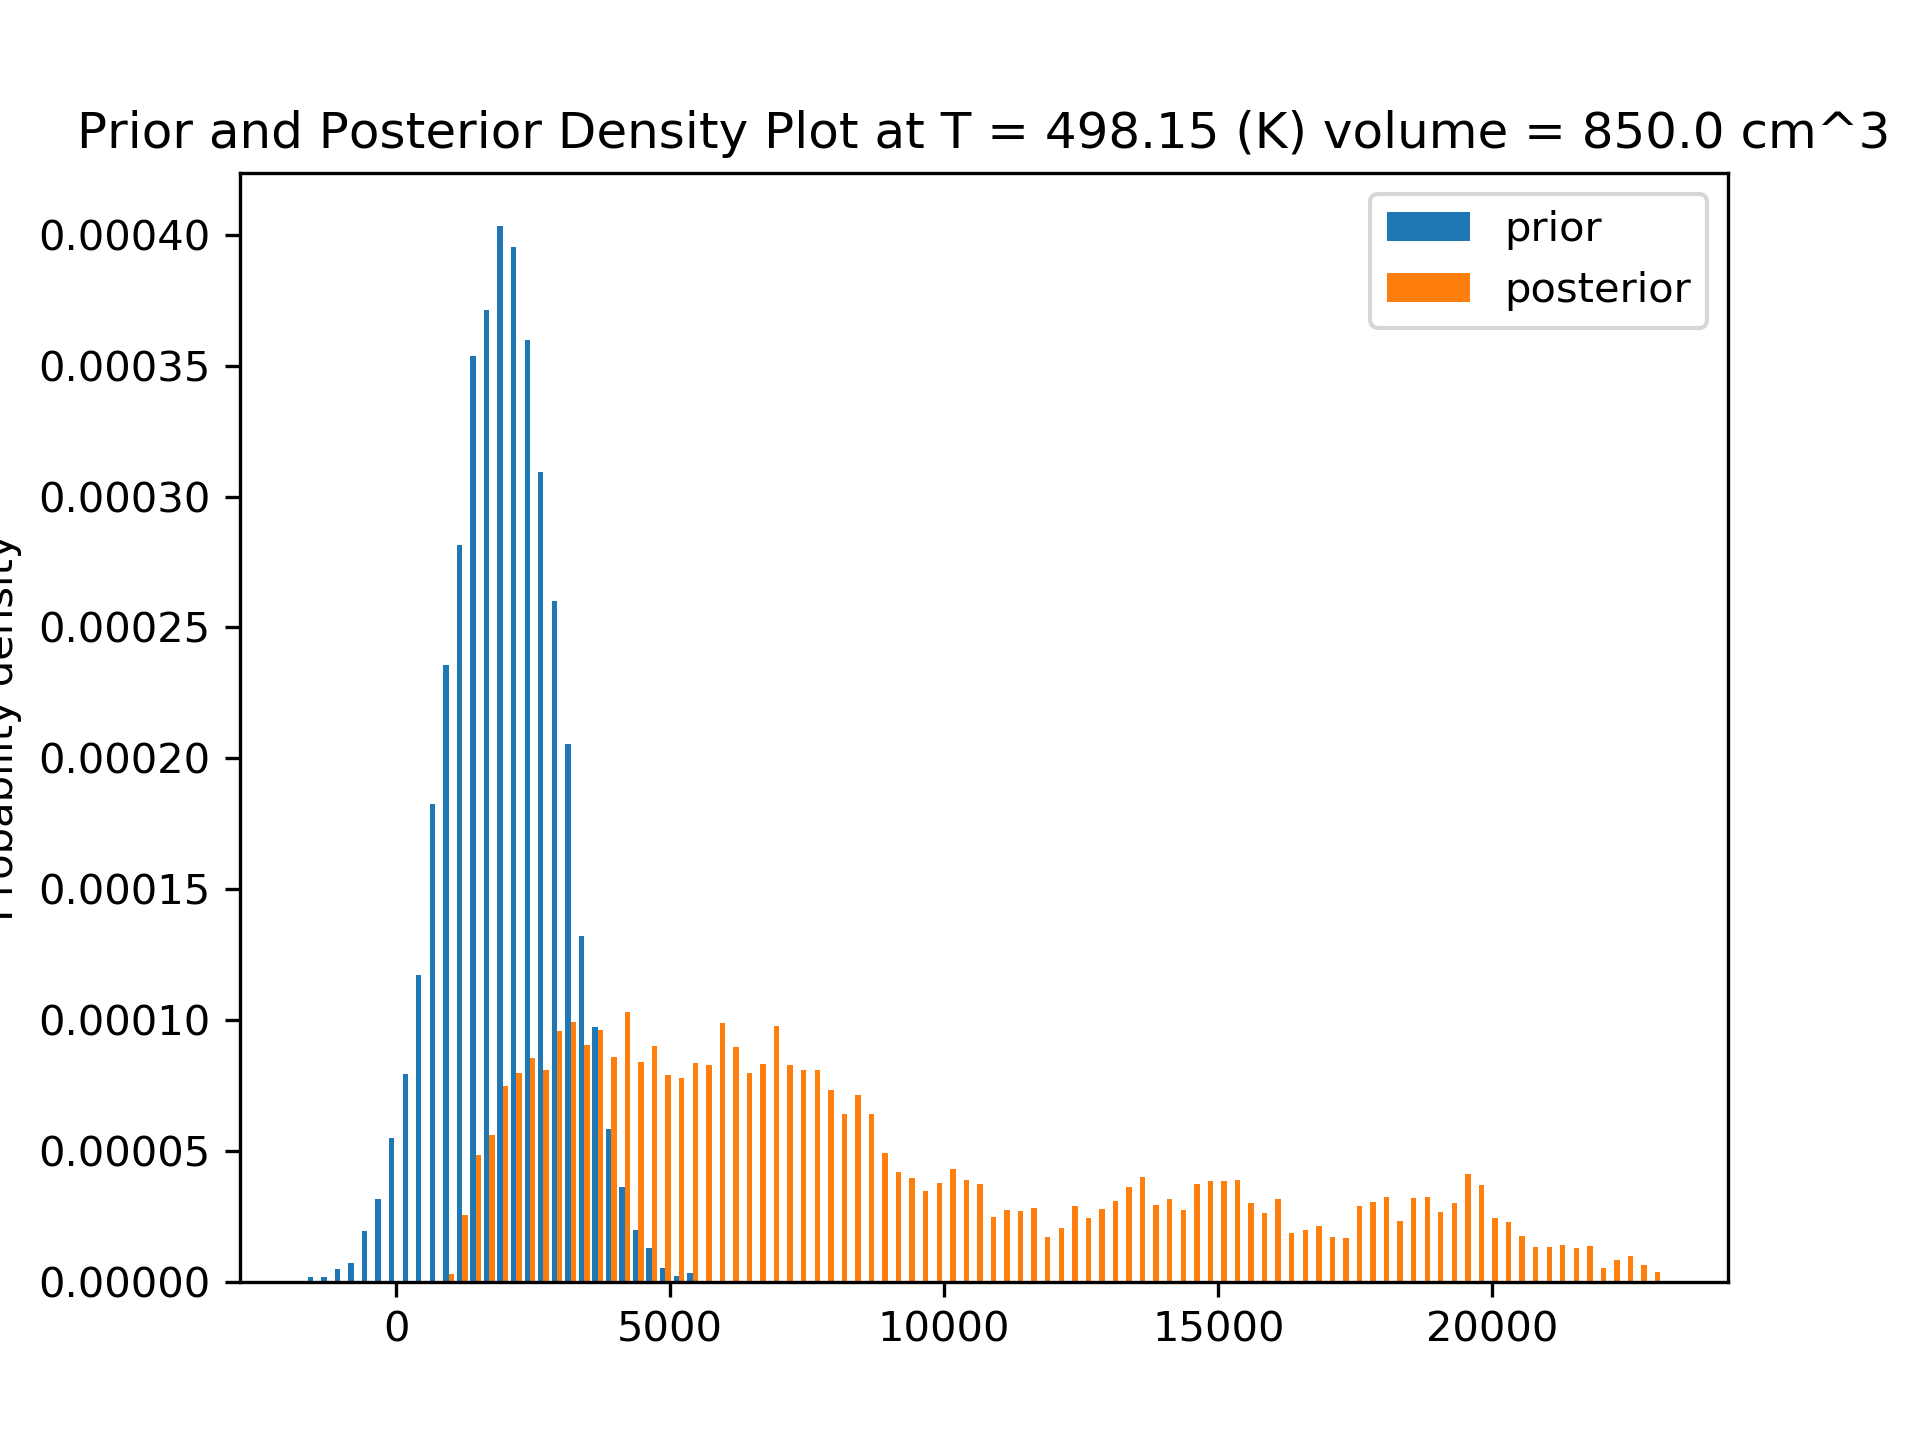 Prior and Posterior Density Plot at T = 498.15 (K) volume = 850.0 cm^3
prior
posterior
0.00040
0.00035
0.00030
0.00025
0.00020
0.00015
0.00010
0.00005
0.00000
Probability density
0 5000 10000 15000 20000